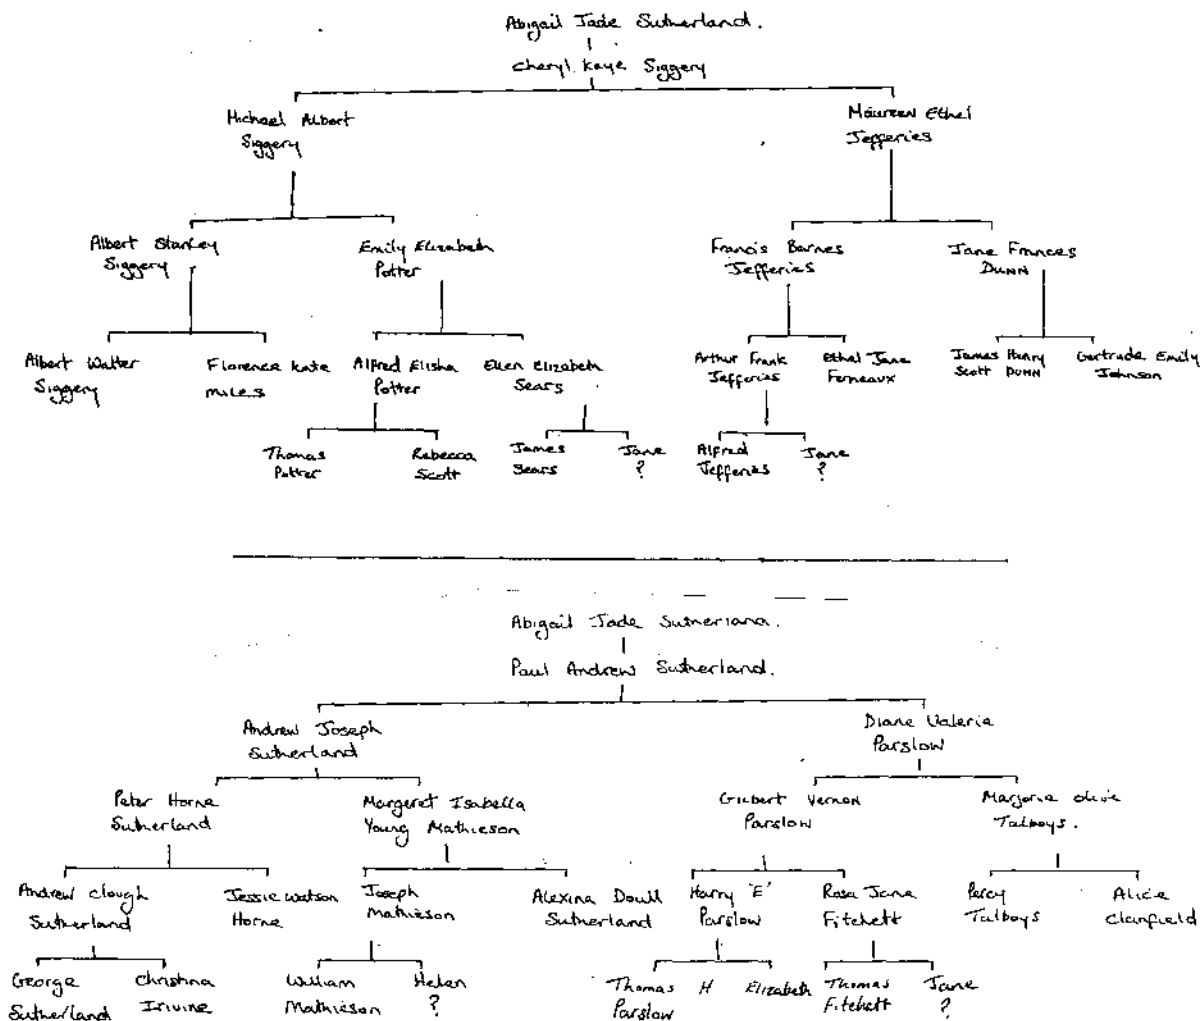 Abigail Jade Sutherland.
Cheryl Kaye Siggery
Michael Albert
Siggery
Maureen Ethel
Jefferies
Albert Stanley
Siggery
Emily Elizabeth
Potter
Francis Barnes
Jefferies
Jane Frances
DUNN
Albert Walter
Siggery
Florence Kate
MILES
Alfred Elisha
Potter
Ellen Elizabeth
Sears
Arthur Frank
Jefferies
Ethel Jane
Ferneaux
James Henry
Scott DUNN
Gertrude Emily
Johnson
Thomas
Potter
Rebecca
Scott
James
Sears
Jane
?
Alfred
Jefferies
Jane
?
Abigail Jade Sutherland.
Paul Andrew Sutherland.
Andrew Joseph
Sutherland
Diane Valerie
Parslow
Peter Horne
Sutherland
Margeret Isabella
Young Mathieson
Gilbert Vernon
Parslow
Marjorie Olive
Talboys.
Andrew Clough
Sutherland
Jessie Watson
Horne
Joseph
Mathieson
Alexina Doull
Sutherland
Harry 'E'
Parslow
Rosa Jane
Fitchett
Percy
Talboys
Alice
Clanfield
George
Sutherland
Christina
Irvine
William
Mathieson
Helen
?
Thomas H
Parslow
Elizabeth
Thomas
Fitchett
Jane
?